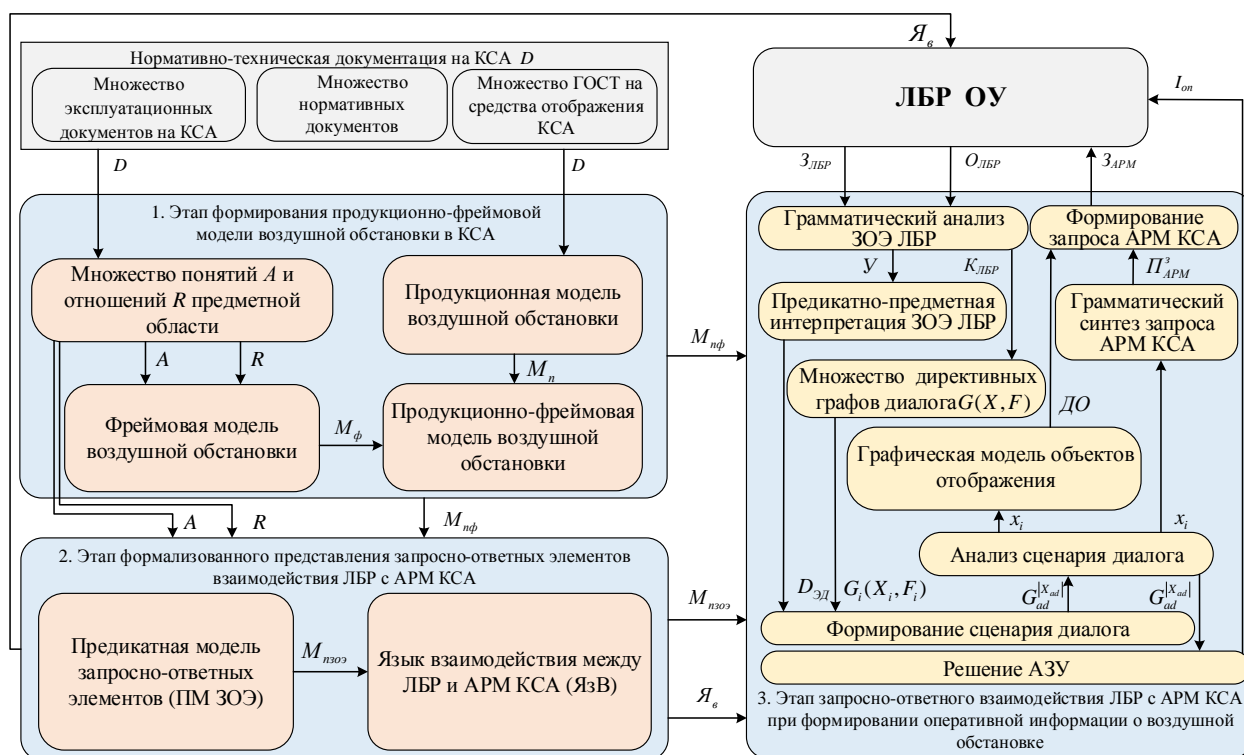 Я_в
Нормативно-техническая документация на КСА D
Множество
эксплуатационных
документов на КСА
Множество
нормативных
документов
Множество ГОСТ на
средства отображения
КСА
ЛБР ОУ
I_оп
D
D
З_ЛБР
О_ЛБР
З_АРМ
1. Этап формирования продукционно-фреймовой
модели воздушной обстановки в КСА
Множество понятий A и
отношений R предметной
области
Продукционная модель
воздушной обстановки
A
R
M_п
Фреймовая модель
воздушной обстановки
M_ф
Продукционно-фреймовая
модель воздушной
обстановки
M_пф
A
R
M_пф
2. Этап формализованного представления запросно-ответных элементов
взаимодействия ЛБР с АРМ КСА
Предикатная модель
запросно-ответных
элементов (ПМ ЗОЭ)
M_пзоэ
Язык взаимодействия между
ЛБР и АРМ КСА (ЯзВ)
M_пзоэ
Я_в
Грамматический анализ
ЗОЭ ЛБР
Формирование
запроса АРМ КСА
У
К_ЛБР
П^з_АРМ
Предикатно-предметная
интерпретация ЗОЭ ЛБР
Грамматический
синтез запроса
АРМ КСА
Множество директивных
графов диалога G(X, F)
ДО
Графическая модель объектов
отображения
x_i
x_i
Анализ сценария диалога
D_ЭД
G_i(X_i, F_i)
G_ad^|X_ad|
G_ad^|X_ad|
Формирование сценария диалога
Решение АЗУ
3. Этап запросно-ответного взаимодействия ЛБР с АРМ КСА
при формировании оперативной информации о воздушной
обстановке